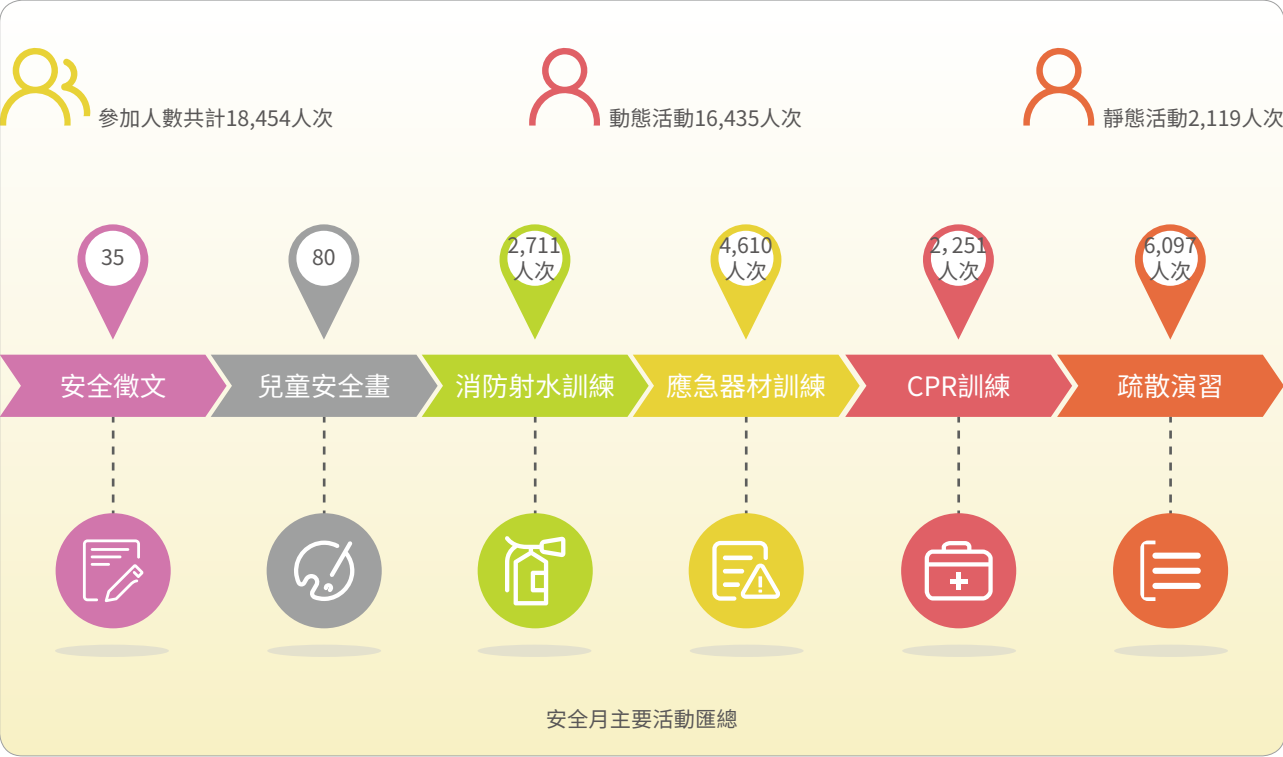 參加人數共計18,454人次
動態活動16,435人次
靜態活動2,119人次
35
80
2,711
人次
4,610
人次
2,251
人次
6,097
人次
安全徵文
兒童安全畫
消防射水訓練
應急器材訓練
CPR訓練
疏散演習
安全月主要活動匯總